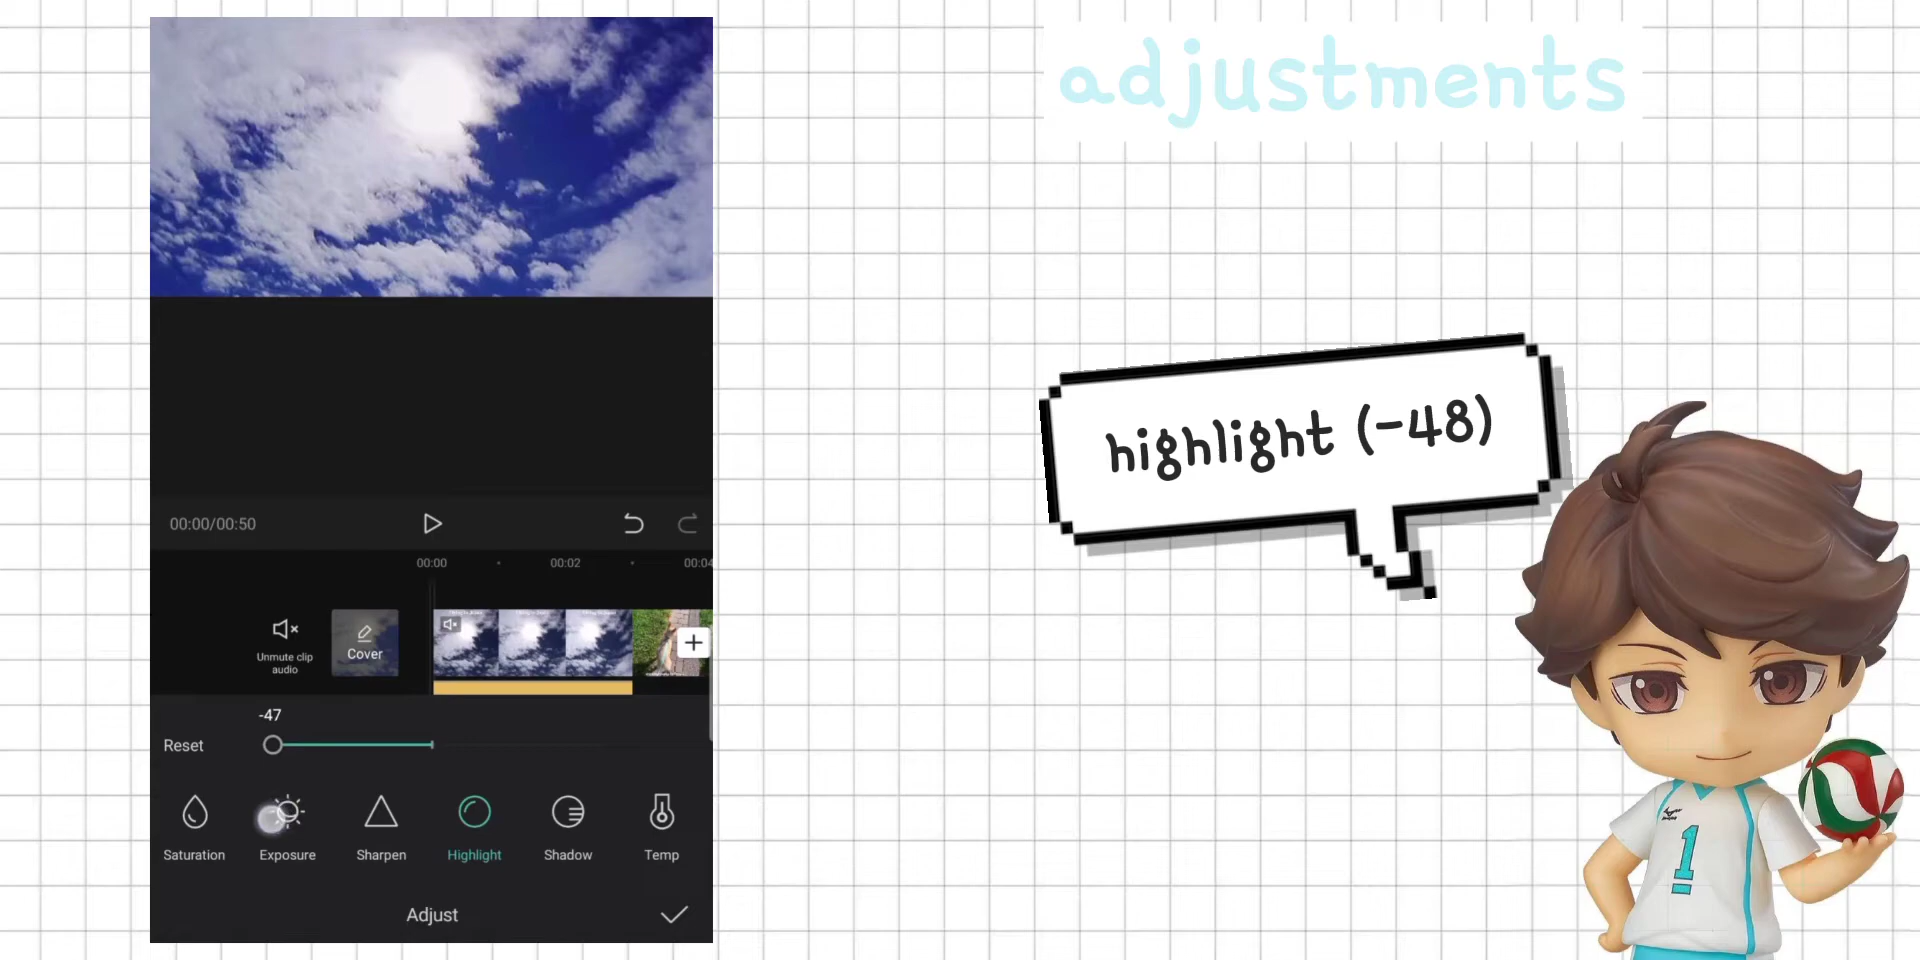 adjustments
highlight (-48)
00:00/00:50
00:00
00:02
00:04
Unmute clip
audio
Cover
-47
Reset
Saturation
Exposure
Sharpen
Highlight
Shadow
Temp
Adjust
1